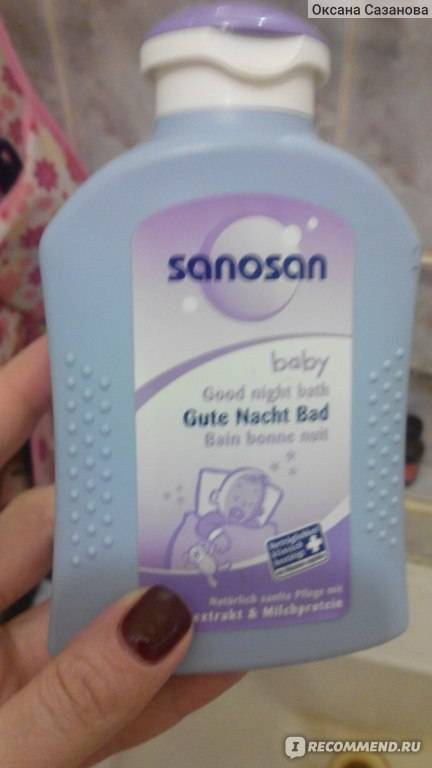 Оксана Сазанова
sanosan
baby
Good night bath
Gute Nacht Bad
Bain bonne nuit
Natürlich sanfte Pflege mit
extrakt & Milchprotein
IRECOMMEND.RU